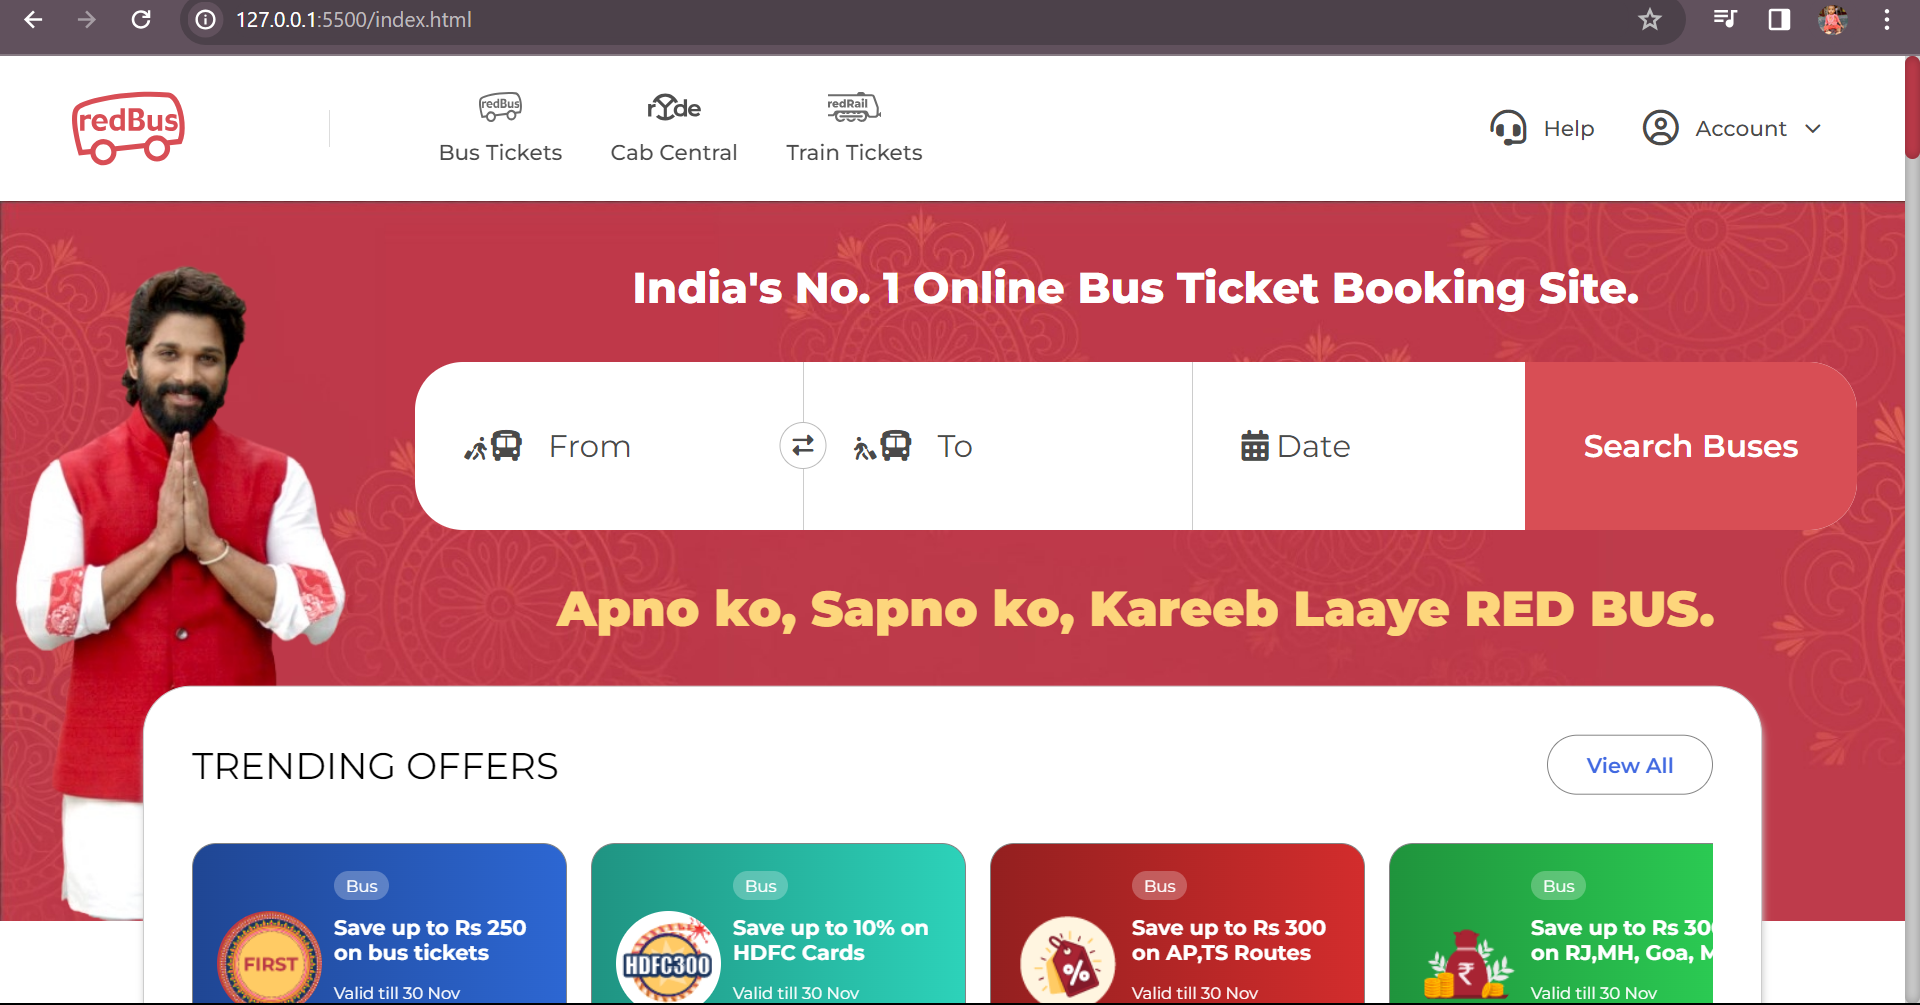 127.0.0.1:5500/index.html
redBus
redBus
Bus Tickets
ryde
Cab Central
redRail
Train Tickets
Help
Account
India's No. 1 Online Bus Ticket Booking Site.
From
To
Date
Search Buses
Apno ko, Sapno ko, Kareeb Laaye RED BUS.
TRENDING OFFERS
View All
Bus
Save up to Rs 250
on bus tickets
Valid till 30 Nov
FIRST
Bus
Save up to 10% on
HDFC Cards
Valid till 30 Nov
HDFC300
Bus
Save up to Rs 300
on AP,TS Routes
Valid till 30 Nov
%
Bus
Save up to Rs 30
on RJ,MH, Goa, M
Valid till 30 Nov
₹